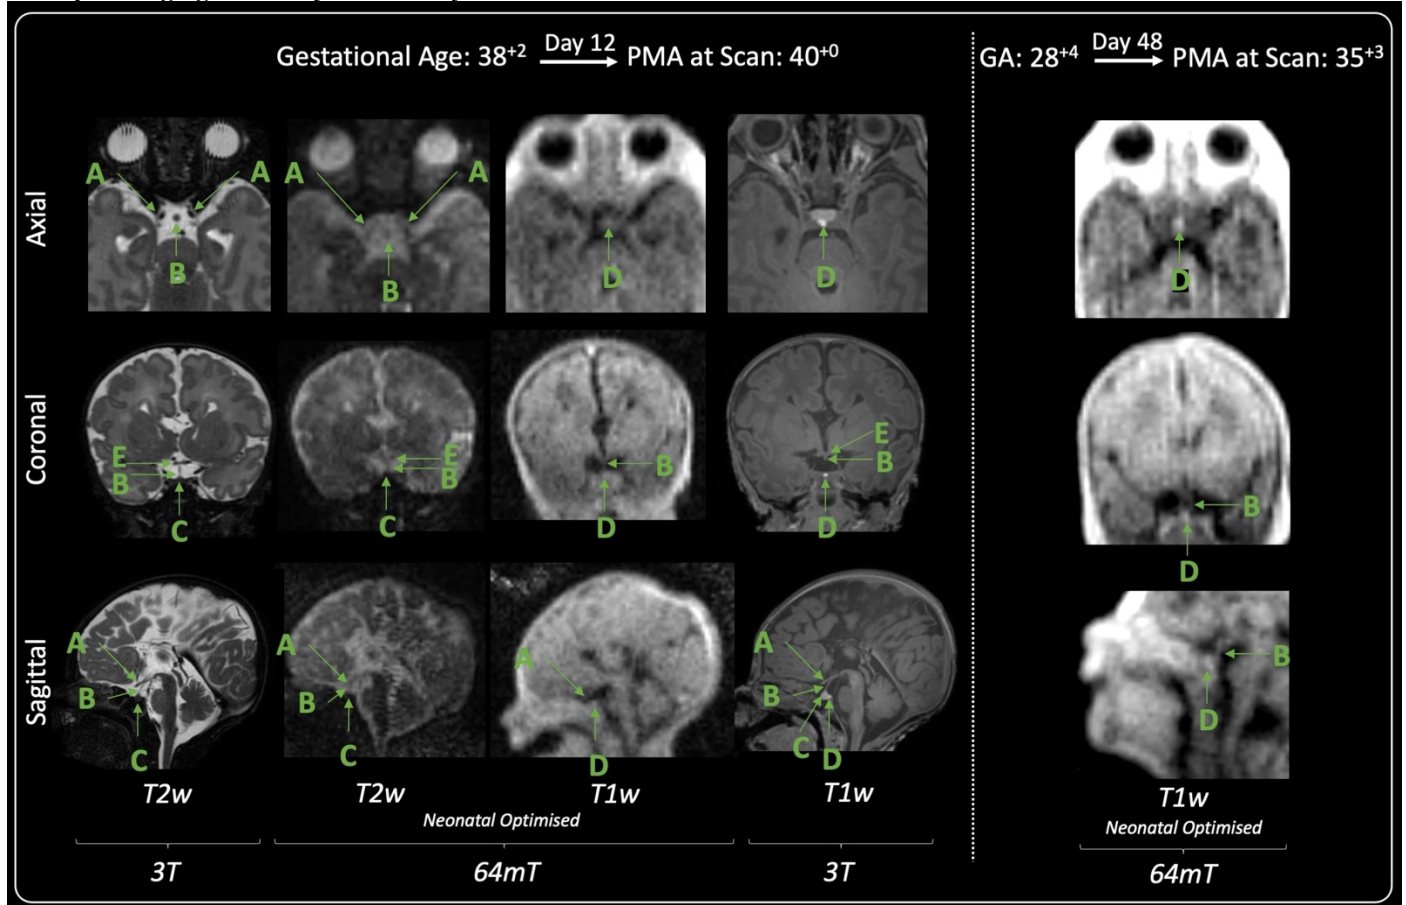 Gestational Age: 38+2 Day 12 PMA at Scan: 40+0
GA: 28+4 Day 48 PMA at Scan: 35+3
Axial
A A
B
A A
B
D
D
D
Coronal
E
B
C
E
B
C
B
D
E
B
D
B
D
Sagittal
A
B
C
A
B
C
A
D
A
B
C
D
B
D
T2w
T2w
T1w
T1w
T1w
Neonatal Optimised
Neonatal Optimised
3T
64mT
3T
64mT